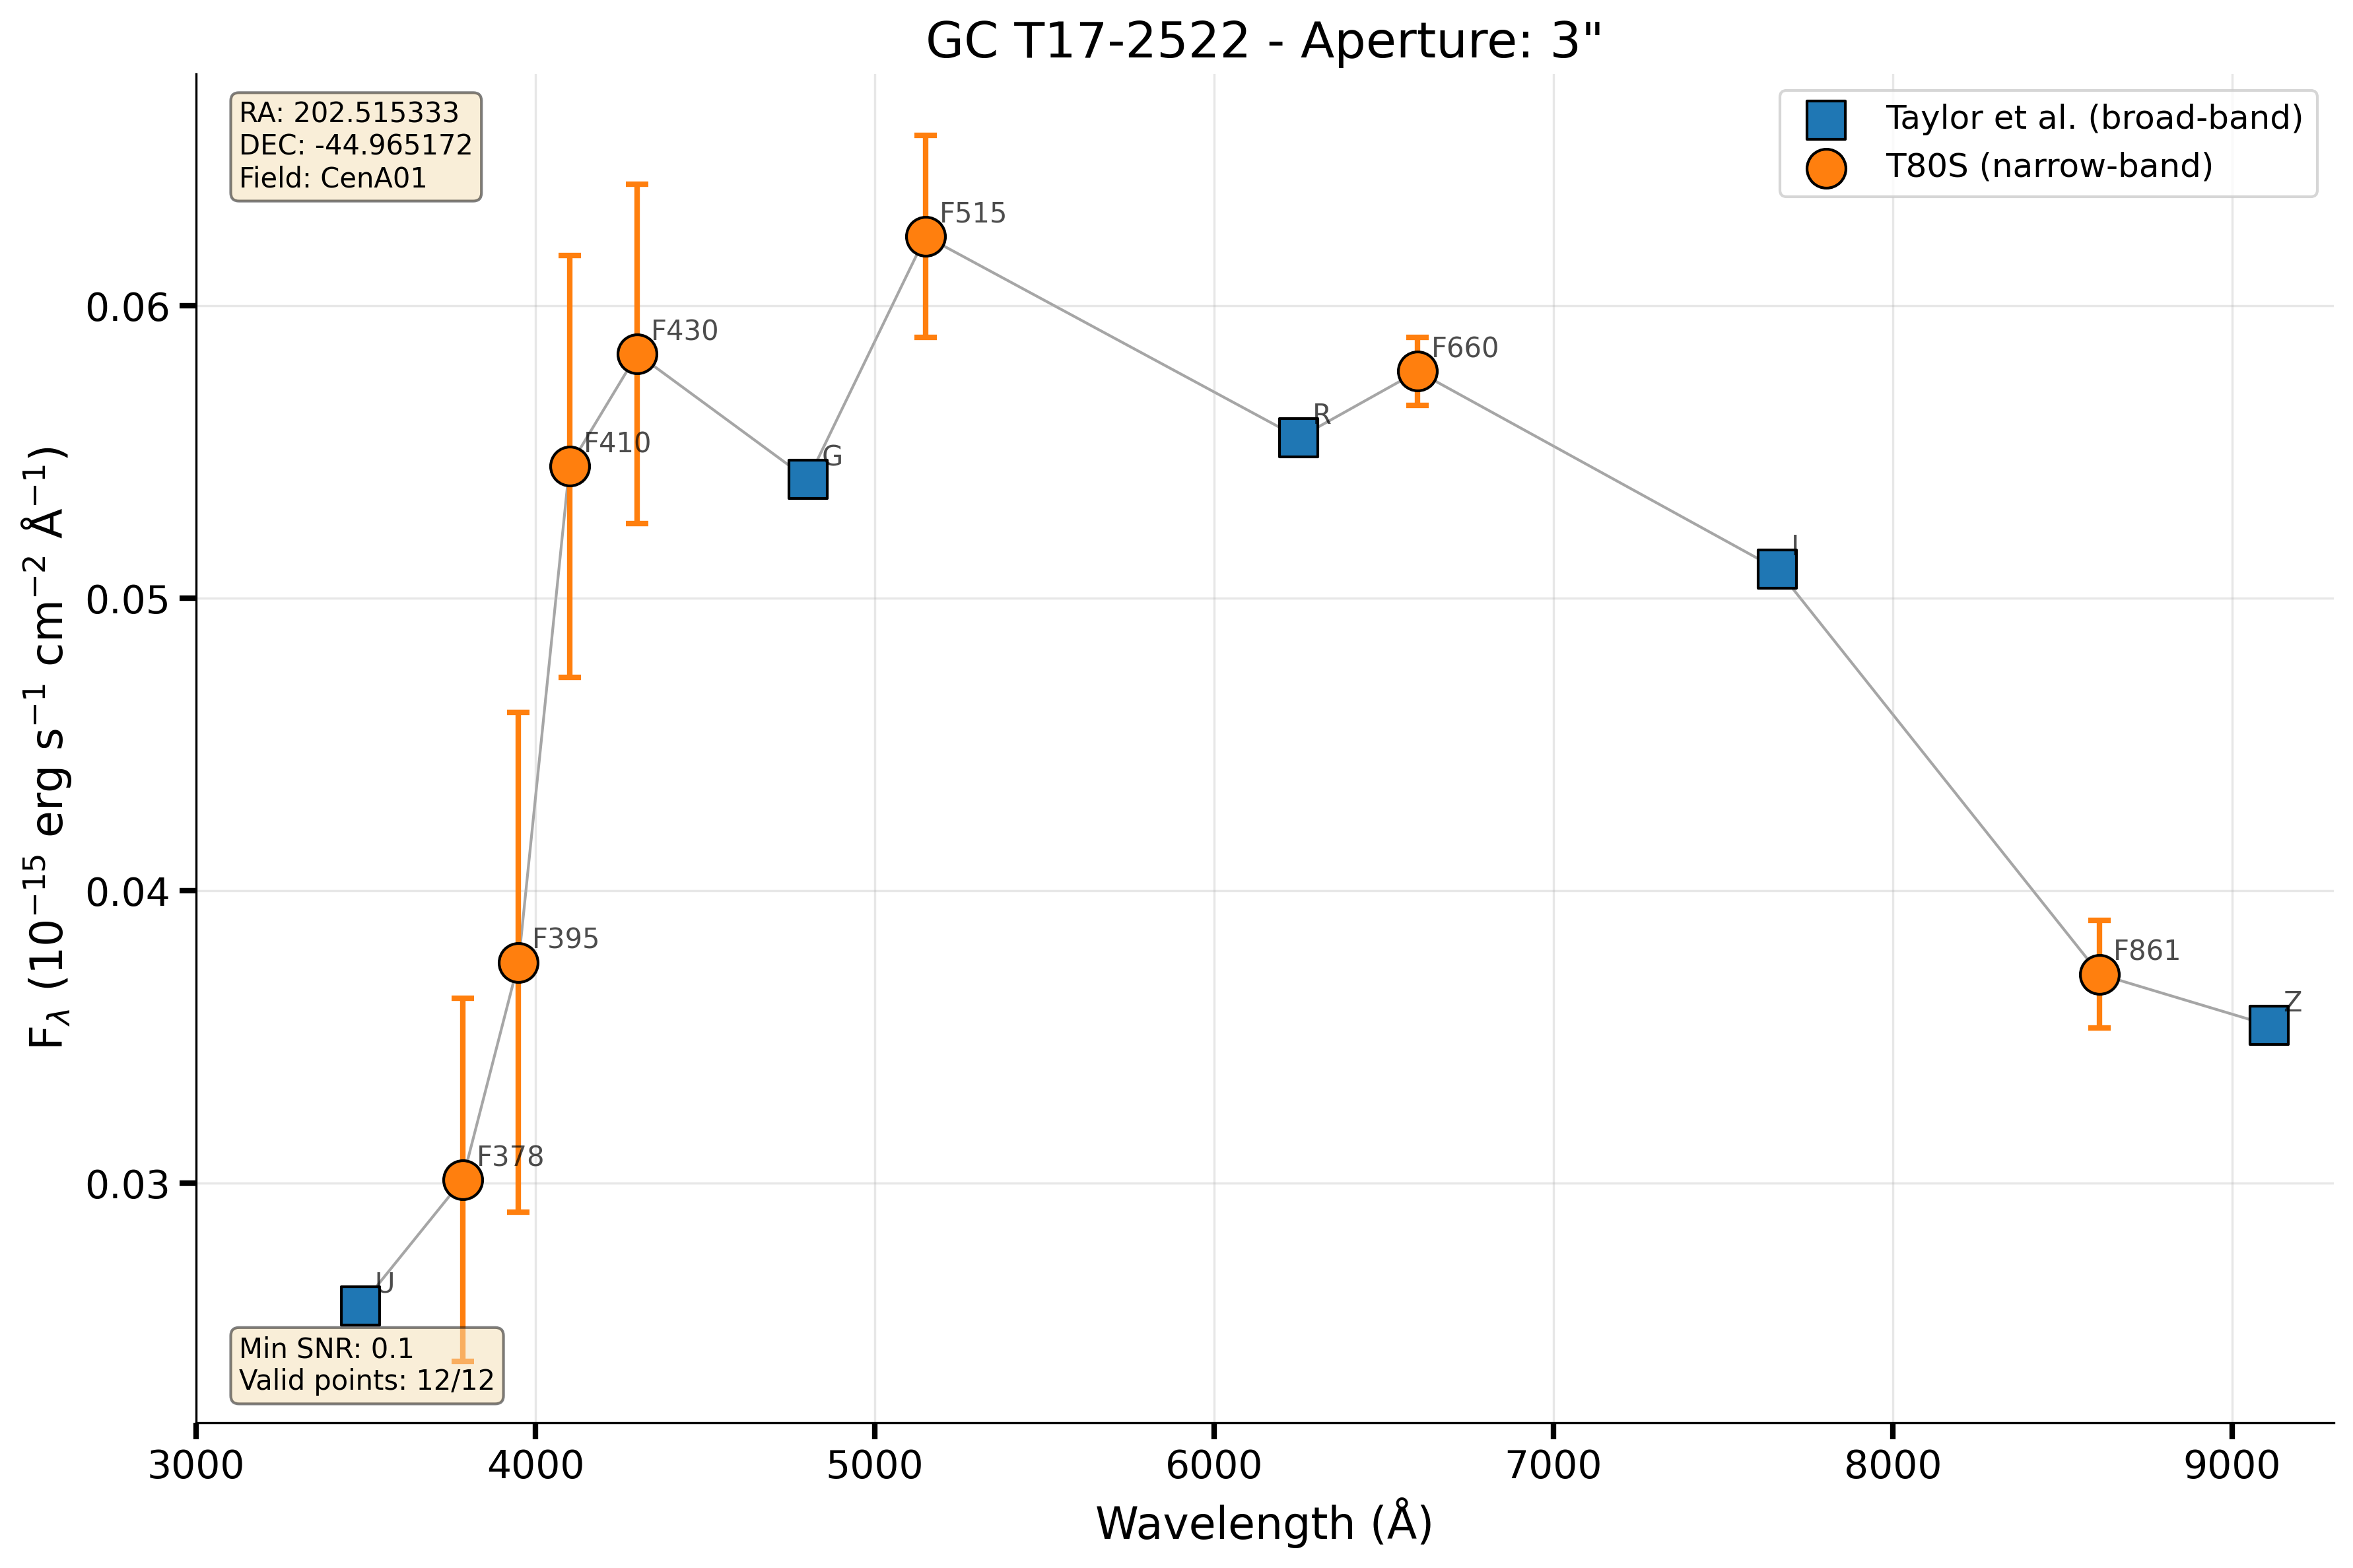 GC T17-2522 - Aperture: 3"
RA: 202.515333
DEC: -44.965172
Field: CenA01
Taylor et al. (broad-band)
T80S (narrow-band)
F515
F430
F660
R
F410
G
I
F395
F861
Z
F378
U
Min SNR: 0.1
Valid points: 12/12
0.06
0.05
0.04
0.03
F_λ (10⁻¹⁵ erg s⁻¹ cm⁻² Å⁻¹)
3000 4000 5000 6000 7000 8000 9000
Wavelength (Å)